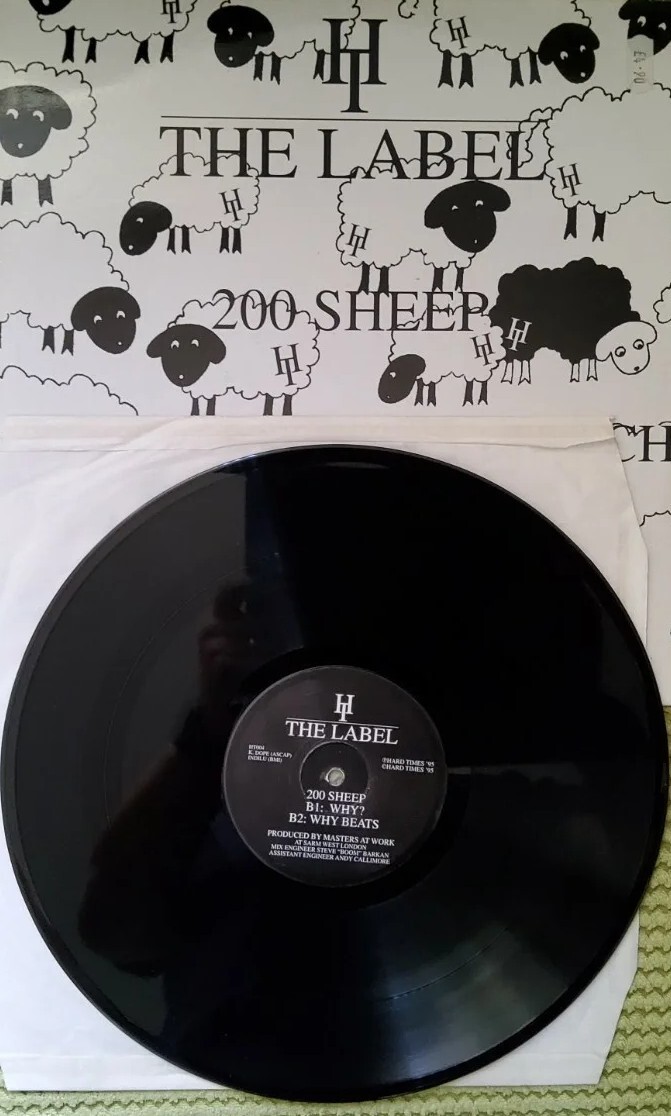 HT
THE LABEL
£4.90
200 SHEEP
CH
HT
THE LABEL
HT004
K. DOPE (ASCAP)
INDILU (BMI)
℗HARD TIMES '95
©HARD TIMES '95
200 SHEEP
B1: WHY?
B2: WHY BEATS
PRODUCED BY MASTERS AT WORK
AT SARM WEST LONDON
MIX ENGINEER STEVE "BOOM" BARKAN
ASSISTANT ENGINEER ANDY CALLIMORE